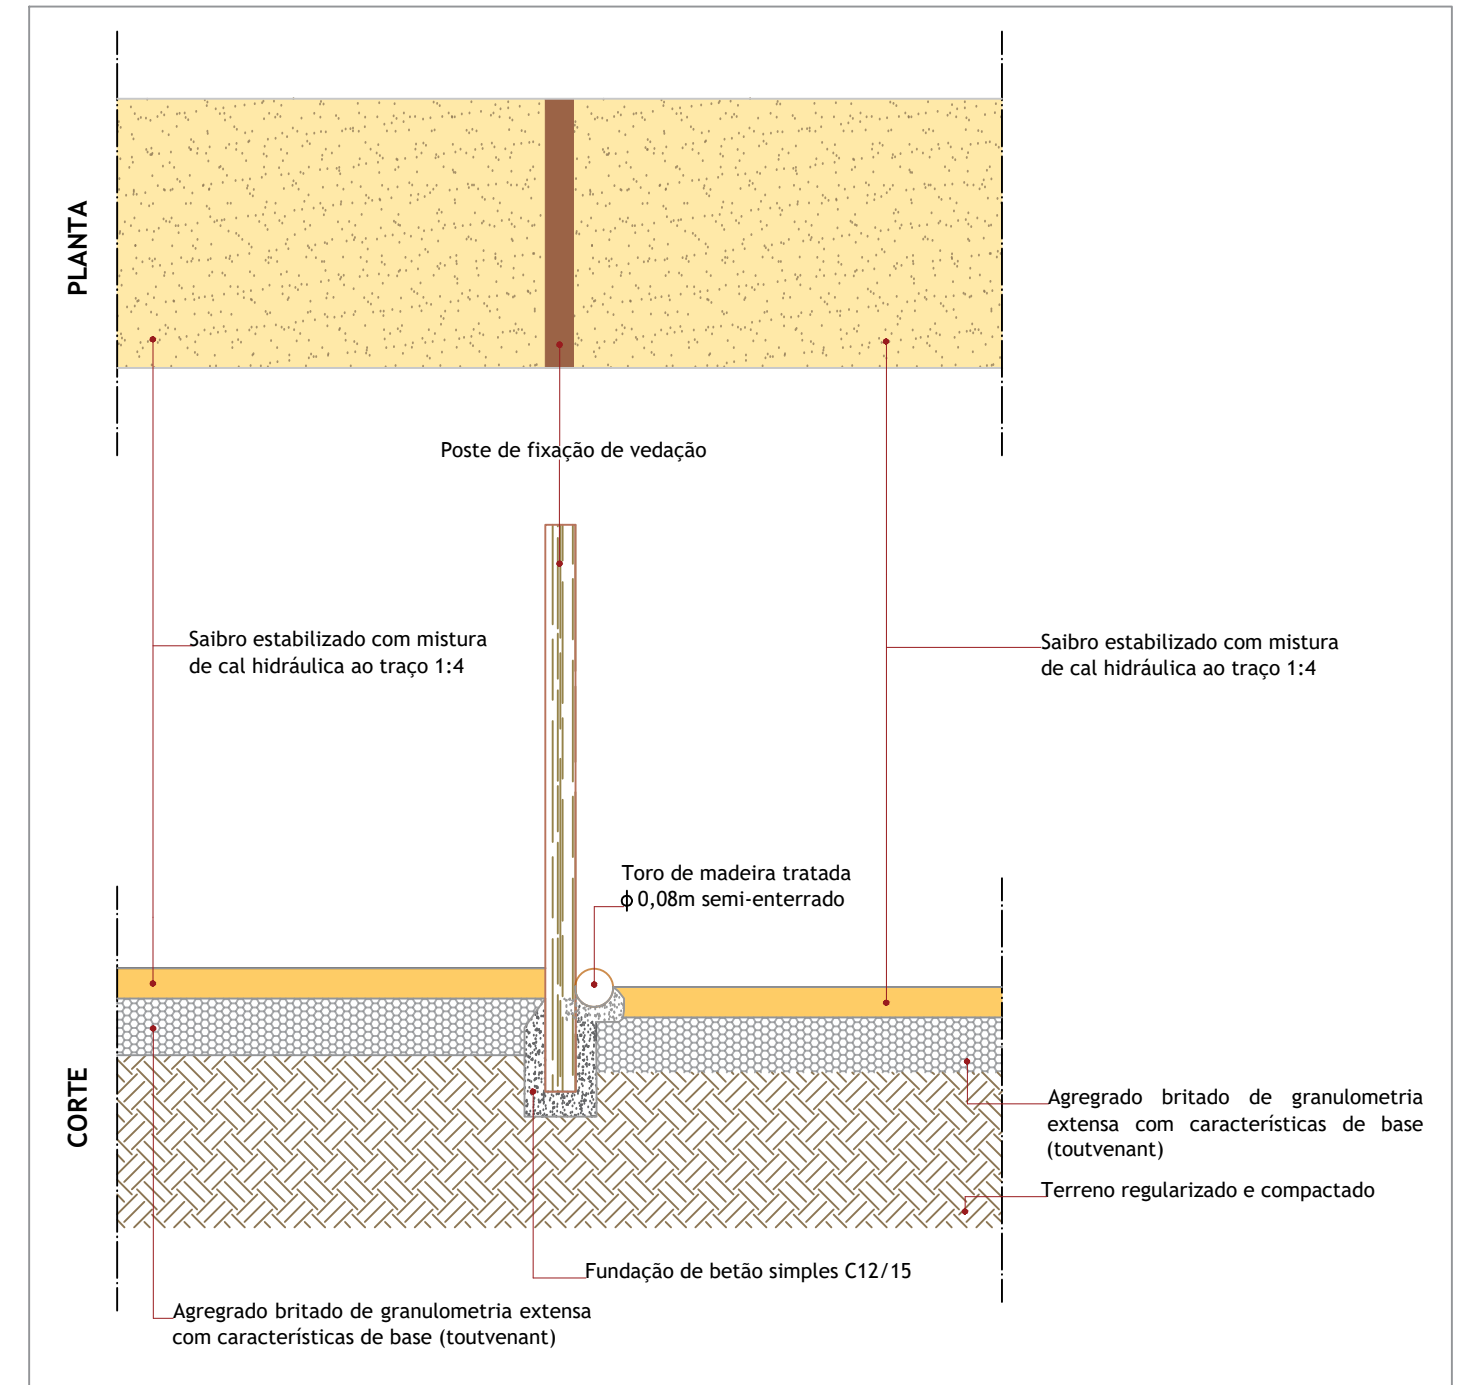 PLANTA
Poste de fixação de vedação
Saibro estabilizado com mistura
de cal hidráulica ao traço 1:4
Saibro estabilizado com mistura
de cal hidráulica ao traço 1:4
Toro de madeira tratada
ϕ 0,08m semi-enterrado
CORTE
Agregrado britado de granulometria
extensa com características de base
(toutvenant)
Terreno regularizado e compactado
Fundação de betão simples C12/15
Agregrado britado de granulometria extensa
com características de base (toutvenant)